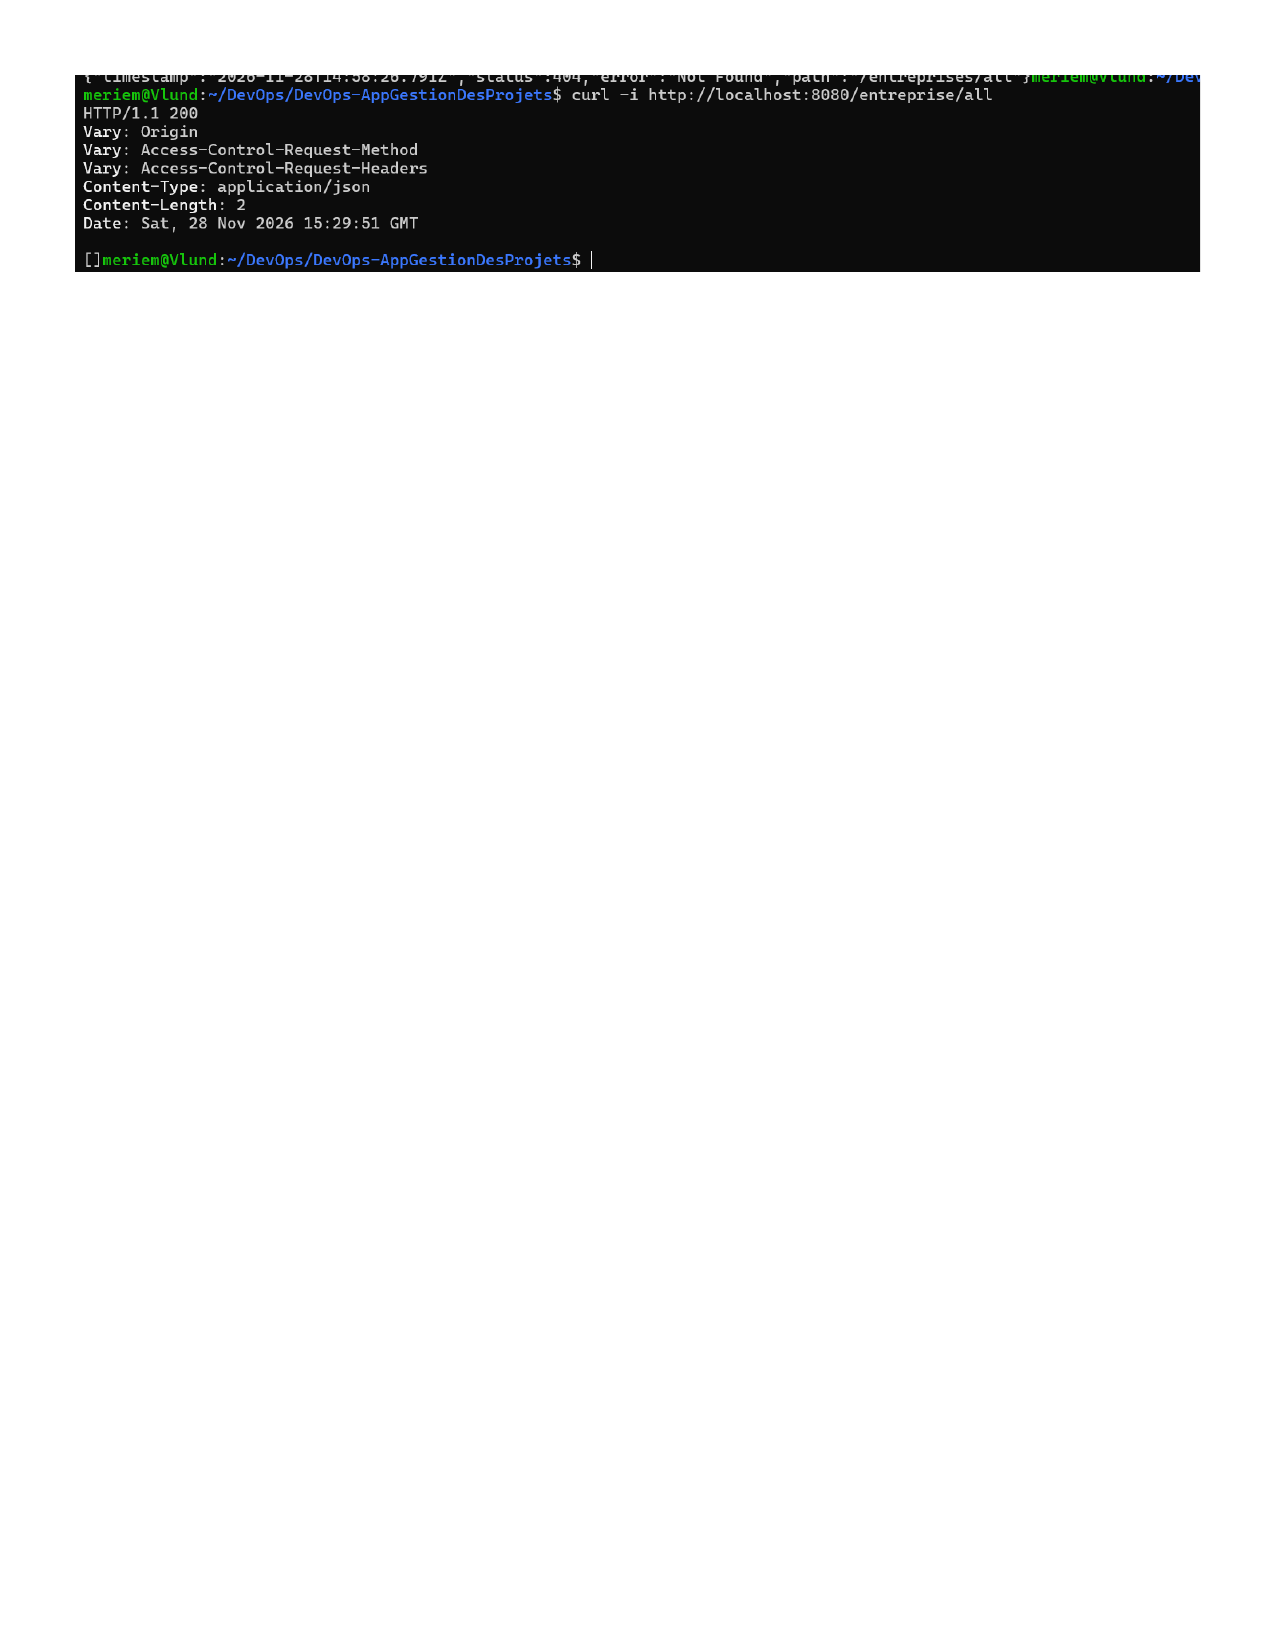 {"timestamp":"2026-11-28T14:58:26.791Z","status":404,"error":"Not Found","path":"/entreprises/all"}meriem@Vlund:~/Dev
meriem@Vlund:~/DevOps/DevOps-AppGestionDesProjets$ curl -i http://localhost:8080/entreprise/all
HTTP/1.1 200
Vary: Origin
Vary: Access-Control-Request-Method
Vary: Access-Control-Request-Headers
Content-Type: application/json
Content-Length: 2
Date: Sat, 28 Nov 2026 15:29:51 GMT

[]meriem@Vlund:~/DevOps/DevOps-AppGestionDesProjets$